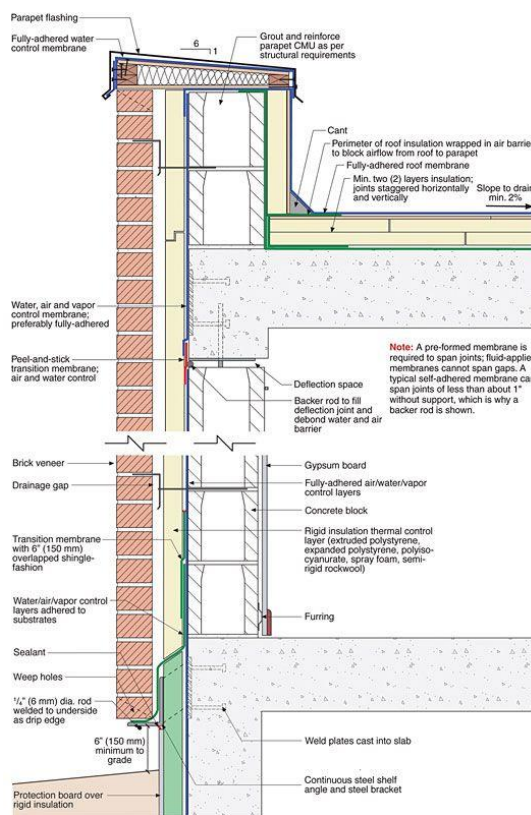 Parapet flashing
Fully-adhered water
control membrane
6
1
Grout and reinforce
parapet CMU as per
structural requirements
Cant
Perimeter of roof insulation wrapped in air barrie
to block airflow from roof to parapet
Fully-adhered roof membrane
Min. two (2) layers insulation;
joints staggered horizontally
and vertically
Slope to drain
min. 2%
Water, air and vapor
control membrane;
preferably fully-adhered
Peel-and-stick
transition membrane;
air and water control
Deflection space
Backer rod to fill
deflection joint and
debond water and air
barrier
Note: A pre-formed membrane is
required to span joints; fluid-applie
membranes cannot span gaps. A
typical self-adhered membrane ca
span joints of less than about 1"
without support, which is why a
backer rod is shown.
Brick veneer
Drainage gap
Gypsum board
Fully-adhered air/water/vapor
control layers
Concrete block
Transition membrane
with 6" (150 mm)
overlapped shingle-
fashion
Rigid insulation thermal control
layer (extruded polystyrene,
expanded polystyrene, polyiso-
cyanurate, spray foam, semi-
rigid rockwool)
Water/air/vapor control
layers adhered to
substrates
Furring
Sealant
Weep holes
1/4" (6 mm) dia. rod
welded to underside
as drip edge
6" (150 mm)
minimum to
grade
Weld plates cast into slab
Continuous steel shelf
angle and steel bracket
Protection board over
rigid insulation